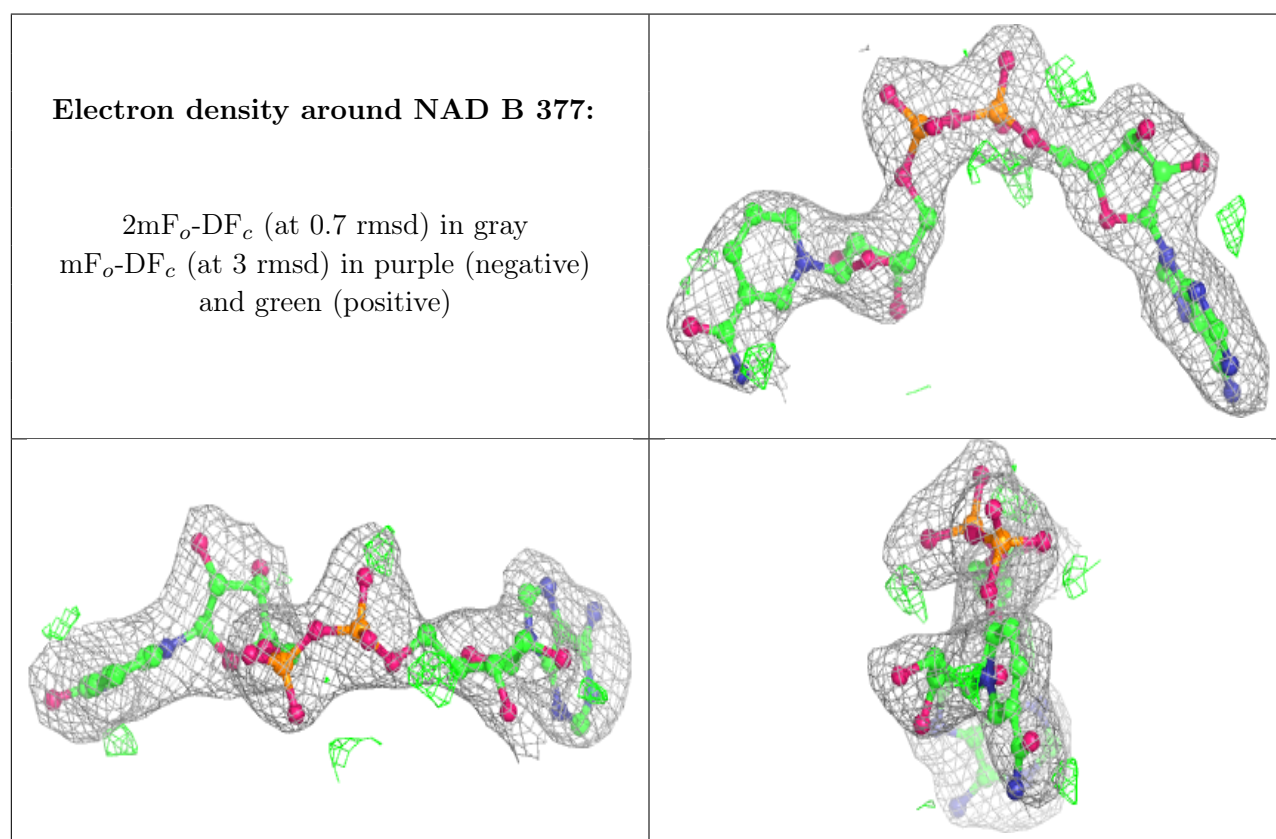 Electron density around NAD B 377:
2mFo-DFc (at 0.7 rmsd) in gray
mFo-DFc (at 3 rmsd) in purple (negative)
and green (positive)